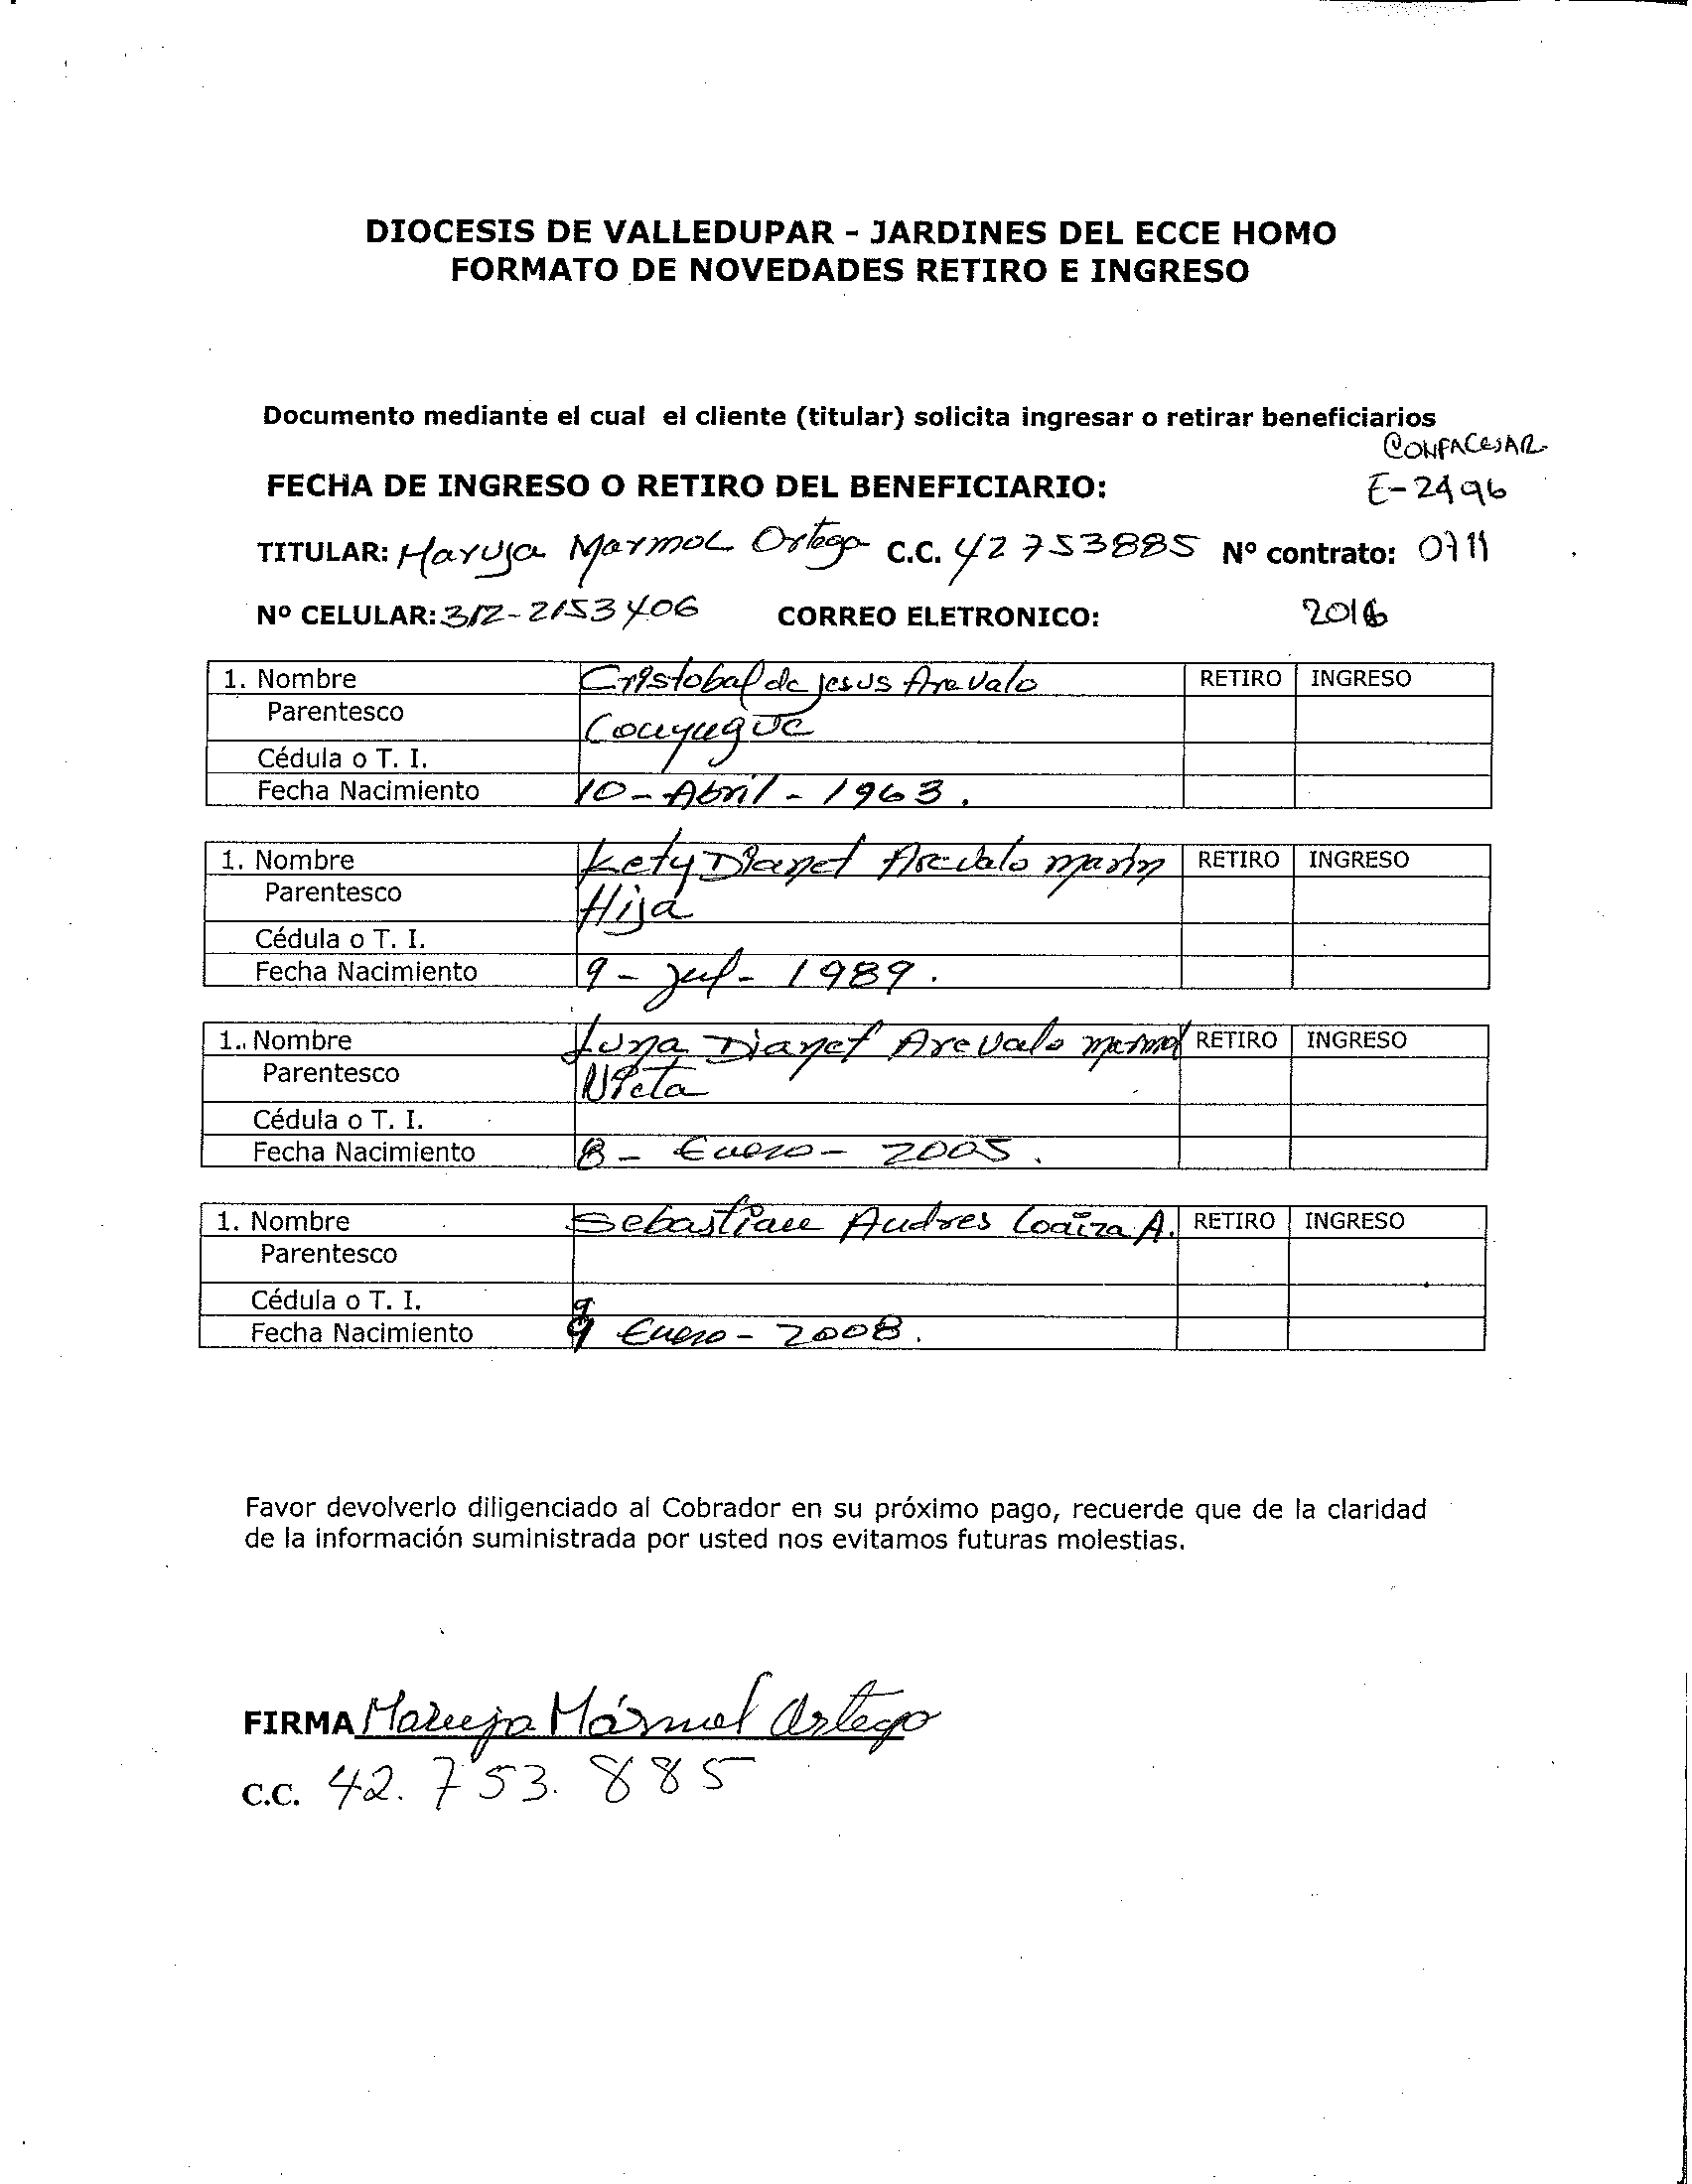 DIOCESIS DE VALLEDUPAR - JARDINES DEL ECCE HOMO
FORMATO DE NOVEDADES RETIRO E INGRESO
Documento mediante el cual el cliente (titular) solicita ingresar o retirar beneficiarios
CONFACESAR
FECHA DE INGRESO O RETIRO DEL BENEFICIARIO: E-2496
TITULAR: Maruja Marmol Ortega C.C. 42 753885 Nº contrato: 0711
Nº CELULAR: 312-2153406 CORREO ELETRONICO: 2016
1. Nombre Cristobal de Jesus Arevalo RETIRO INGRESO
Parentesco Conyugue
Cédula o T. I.
Fecha Nacimiento 10-Abril-1963.
1. Nombre Kety Dianet Arevalo RETIRO INGRESO
Parentesco Hija
Cédula o T. I.
Fecha Nacimiento 9-jul-1989.
1. Nombre Luna Dianet Arevalo Marmol RETIRO INGRESO
Parentesco Nieta
Cédula o T. I.
Fecha Nacimiento 8-Enero-2005.
1. Nombre Sebastian Andres Loaiza A. RETIRO INGRESO
Parentesco
Cédula o T. I. 9
Fecha Nacimiento 9 Enero-2008.
Favor devolverlo diligenciado al Cobrador en su próximo pago, recuerde que de la claridad
de la información suministrada por usted nos evitamos futuras molestias.
FIRMA Maruja Mármol Ortega
C.C. 42.753.885